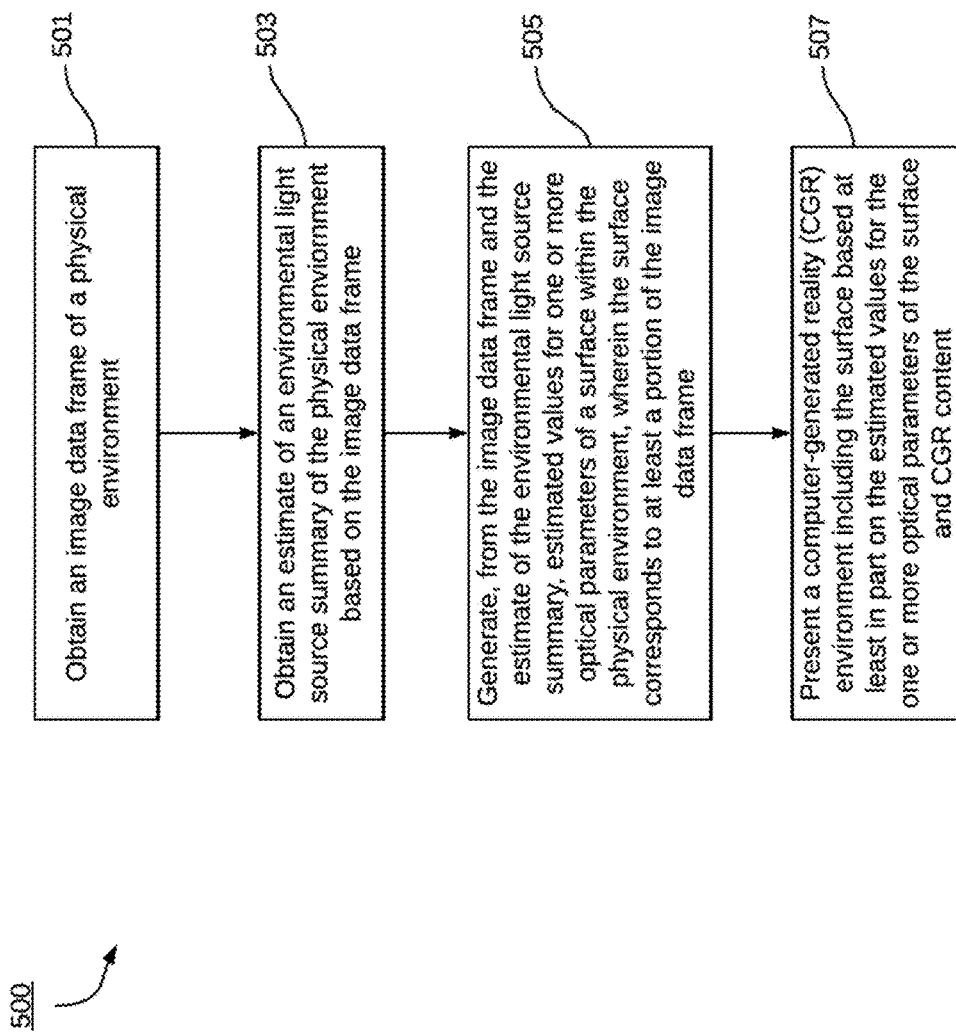 500
Obtain an image data frame of a physical
environment
501
Obtain an estimate of an environmental light
source summary of the physical enviornment
based on the image data frame
503
Generate, from the image data frame and the
estimate of the environmental light source
summary, estimated values for one or more
optical parameters of a surface within the
physical environment, wherein the surface
corresponds to at least a portion of the image
data frame
505
Present a computer-generated reality (CGR)
environment including the surface based at
least in part on the estimated values for the
one or more optical parameters of the surface
and CGR content
507